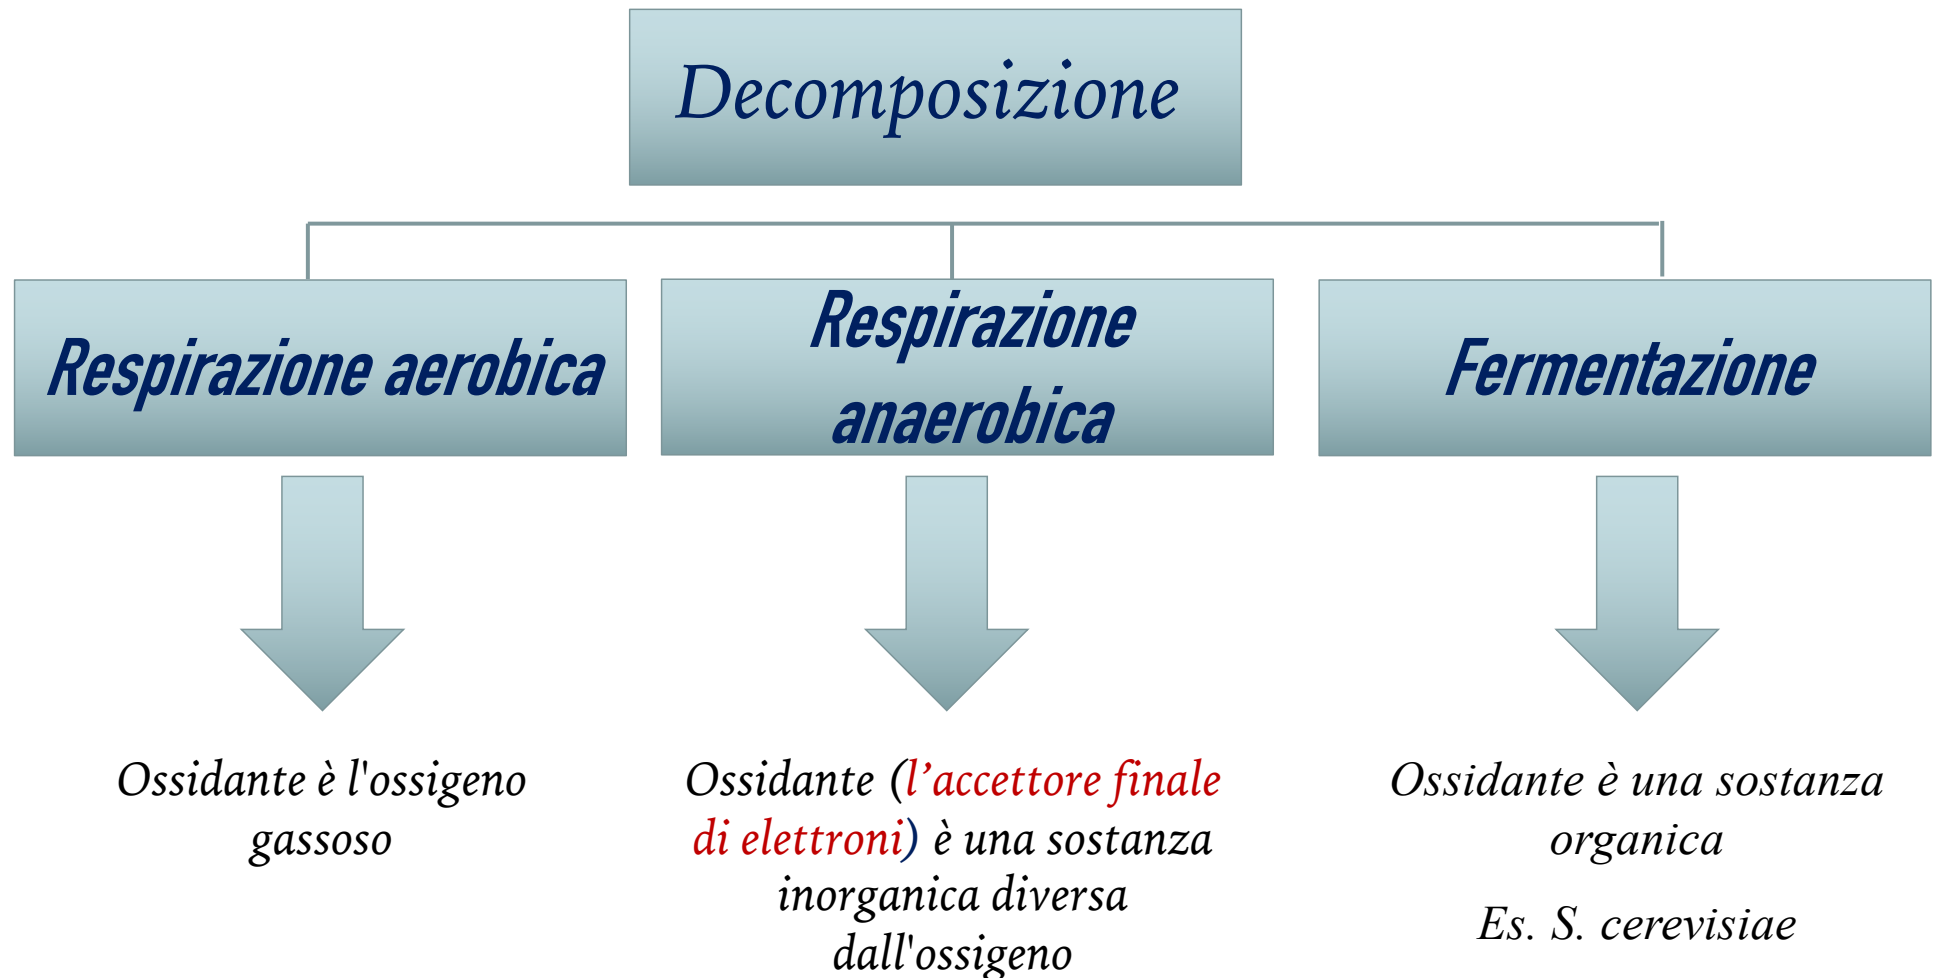 Decomposizione
Respirazione aerobica
Respirazione
anaerobica
Fermentazione
Ossidante è l'ossigeno
gassoso
Ossidante (l’accettore finale
di elettroni) è una sostanza
inorganica diversa
dall'ossigeno
Ossidante è una sostanza
organica
Es. S. cerevisiae